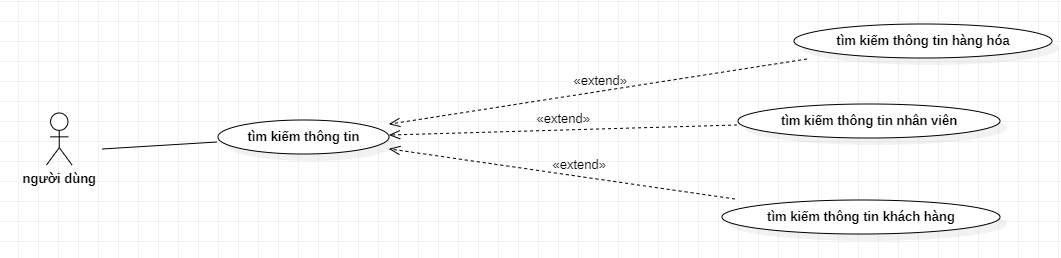 tìm kiếm thông tin hàng hóa
«extend»
«extend»
tìm kiếm thông tin nhân viên
tìm kiếm thông tin
«extend»
người dùng
tìm kiếm thông tin khách hàng